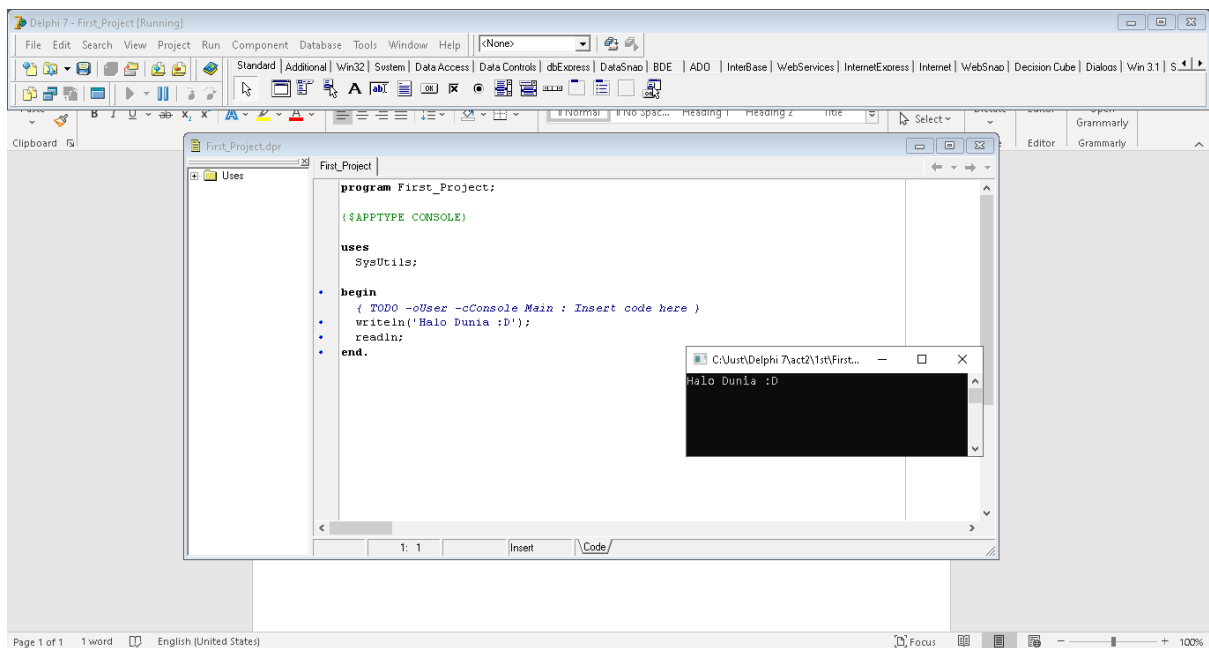 Delphi 7 - First_Project [Running]
File Edit Search View Project Run Component Database Tools Window Help <None>
Standard Additional Win32 System Data Access Data Controls dbExpress DataSnap BDE ADO InterBase WebServices InternetExpress Internet WebSnap Decision Cube Dialogs Win 3.1 S
B I U ab x, x A A Normal No Spac... Heading 1 Heading 2 Title Select
Grammarly
Clipboard Editor Grammarly
First_Project.dpr
Uses
First_Project
program First_Project;
{$APPTYPE CONSOLE}
uses
SysUtils;
begin
{ TODO -oUser -cConsole Main : Insert code here }
writeln('Halo Dunia :D');
readln;
end.
C:\Just\Delphi 7\act2\1st\First...
Halo Dunia :D
1: 1 Insert Code
Page 1 of 1 1 word English (United States) Focus 100%